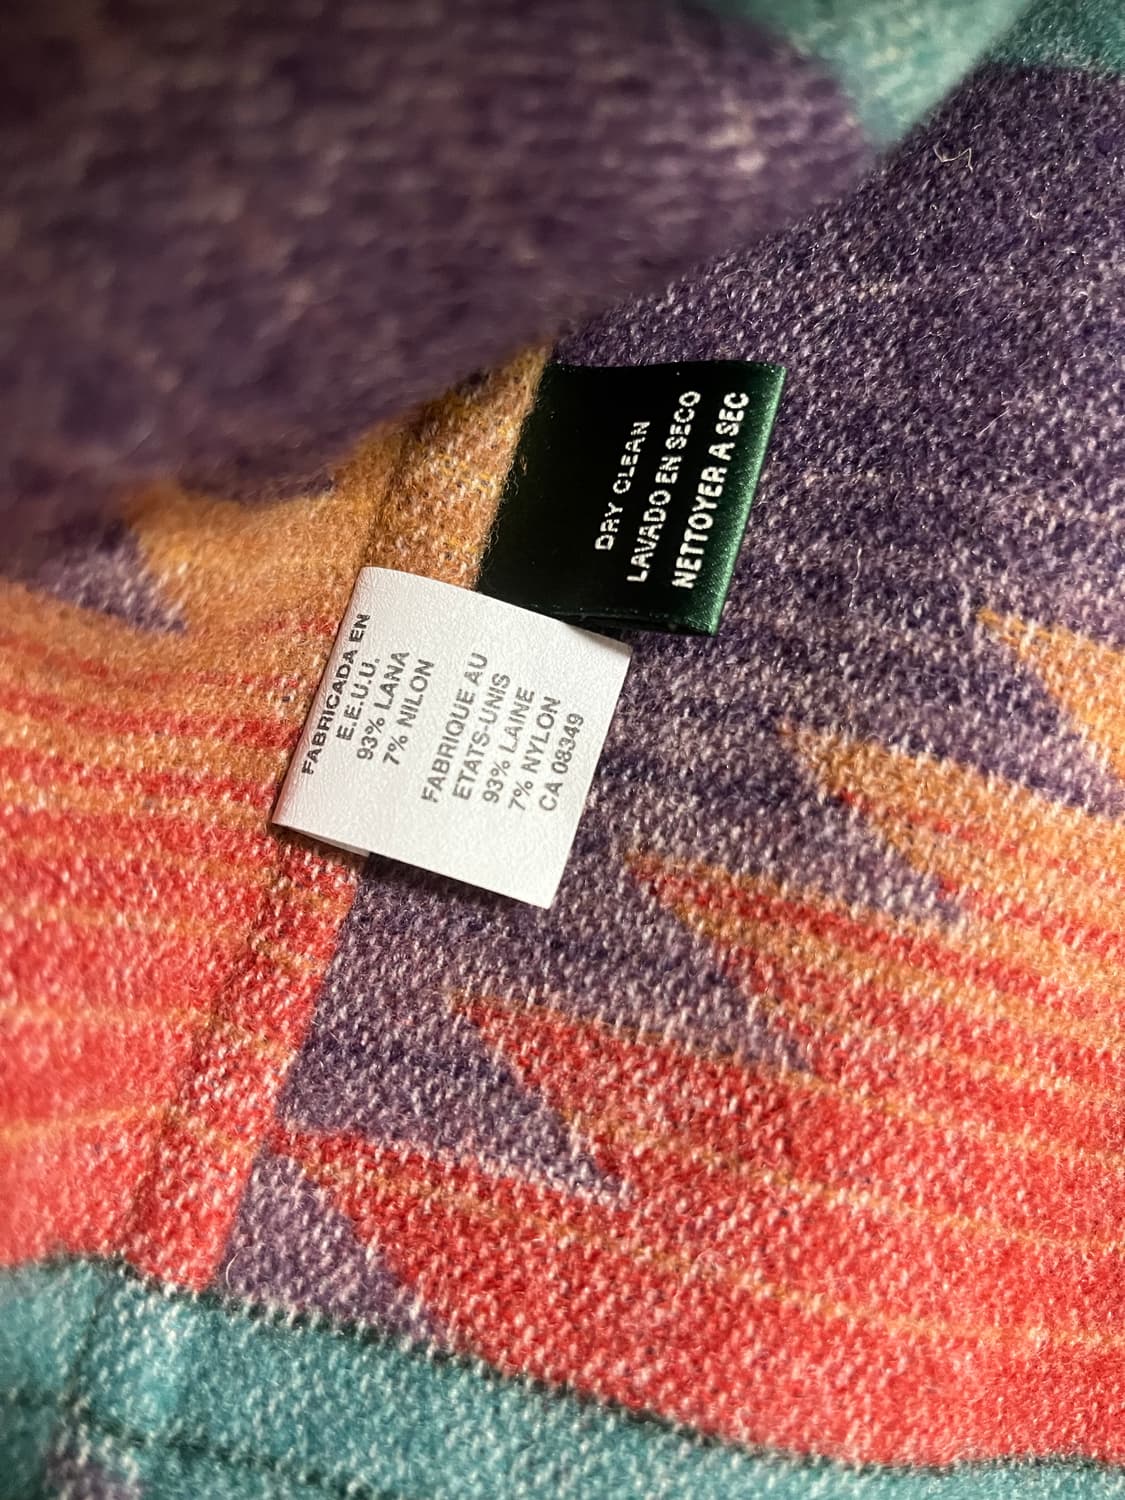 DRY CLEAN
LAVADO EN SECO
NETTOYER A SEC
FABRICADA EN
E.E.U.U.
93% LANA
7% NILON
FABRIQUE AU
ETATS-UNIS
93% LAINE
7% NYLON
CA 08349